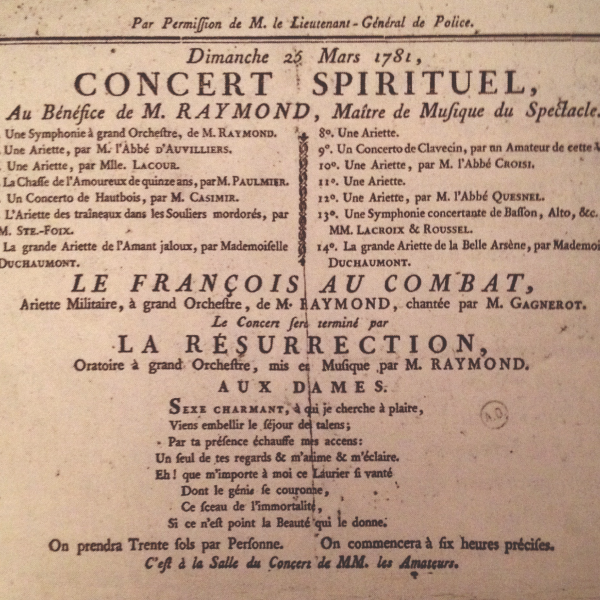 Par Permiſſion de M. le Lieutenant-Général de Police.
Dimanche 25 Mars 1781,
CONCERT SPIRITUEL,
Au Bénéfice de M. RAYMOND, Maître de Muſique du Spectacle.
Une Symphonie à grand Orcheſtre, de M. RAYMOND.
Une Ariette, par M. l'Abbé D'AUVILLIERS.
Une Ariette, par Mlle. LACOUR.
La Chaſſe de l'Amoureux de quinze ans, par M. PAULMIER.
Un Concerto de Hautbois, par M. CASIMIR.
L'Ariette des traîneaux dans les Souliers mordorés, par
M. STE-FOIX.
La grande Ariette de l'Amant jaloux, par Mademoiſelle
DUCHAUMONT.
8º. Une Ariette.
9º. Un Concerto de Clavecin, par un Amateur de cette
10º. Une Ariette, par M. l'Abbé CROISI.
11º. Une Ariette.
12º. Une Ariette, par M. l'Abbé QUESNEL.
13º. Une Symphonie concertante de Baſſon, Alto, &c.
MM. LACROIX & ROUSSEL.
14º. La grande Ariette de la Belle Arsène, par Mademoi
DUCHAUMONT.
LE FRANÇOIS AU COMBAT,
Ariette Militaire, à grand Orcheſtre, de M. RAYMOND, chantée par M. GAGNEROT.
Le Concert ſera terminé par
LA RÉSURRECTION,
Oratoire à grand Orcheſtre, mis en Muſique par M. RAYMOND.
AUX DAMES.
SEXE CHARMANT, à qui je cherche à plaire,
Viens embellir le ſéjour des talens;
Par ta préſence échauffe mes accens:
Un ſeul de tes regards & m'anime & m'éclaire.
Eh! que m'importe à moi ce Laurier ſi vanté
Dont le génie ſe couronne,
Ce sceau de l'immortalité,
Si ce n'eſt point la Beauté qui le donne.
On prendra Trente ſols par Perſonne. On commencera à ſix heures préciſes.
C'eſt à la Salle du Concert de MM. les Amateurs.